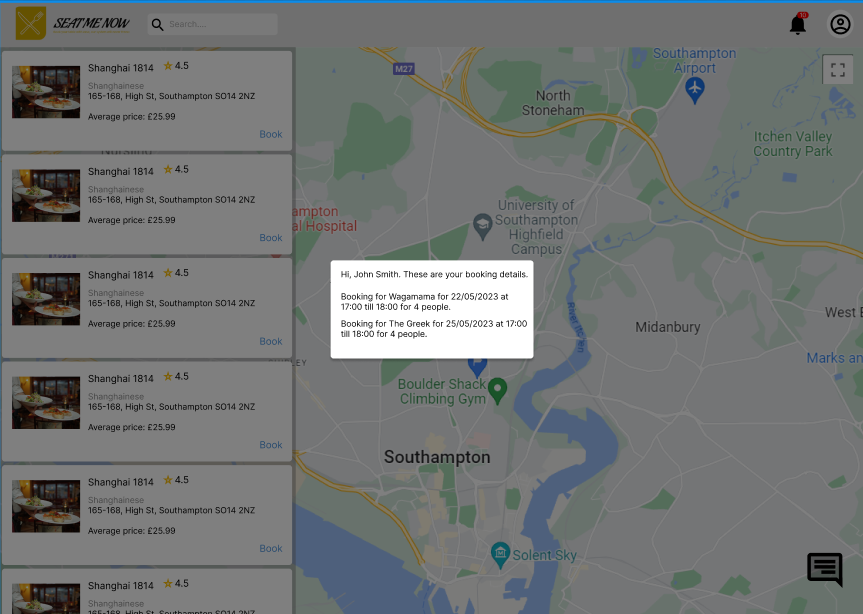 SEAT ME NOW
Search....
10
Shanghai 1814 4.5
Shanghainese
165-168, High St, Southampton SO14 2NZ
Average price: £25.99
Book
Shanghai 1814 4.5
Shanghainese
165-168, High St, Southampton SO14 2NZ
Average price: £25.99
Book
Shanghai 1814 4.5
Shanghainese
165-168, High St, Southampton SO14 2NZ
Average price: £25.99
Book
Shanghai 1814 4.5
Shanghainese
165-168, High St, Southampton SO14 2NZ
Average price: £25.99
Book
Shanghai 1814 4.5
Shanghainese
165-168, High St, Southampton SO14 2NZ
Average price: £25.99
Book
Shanghai 1814 4.5
Shanghainese
165-168, High St, Southampton SO14 2NZ
M27
Southampton
Airport
North
Stoneham
Itchen Valley
Country Park
ampton
al Hospital
University of
Southampton
Highfield
Campus
Hi, John Smith. These are your booking details.
Booking for Wagamama for 22/05/2023 at
17:00 till 18:00 for 4 people.
Booking for The Greek for 25/05/2023 at 17:00
till 18:00 for 4 people.
River Itchen
Midanbury
West E
Marks an
Boulder Shack
Climbing Gym
Southampton
Solent Sky